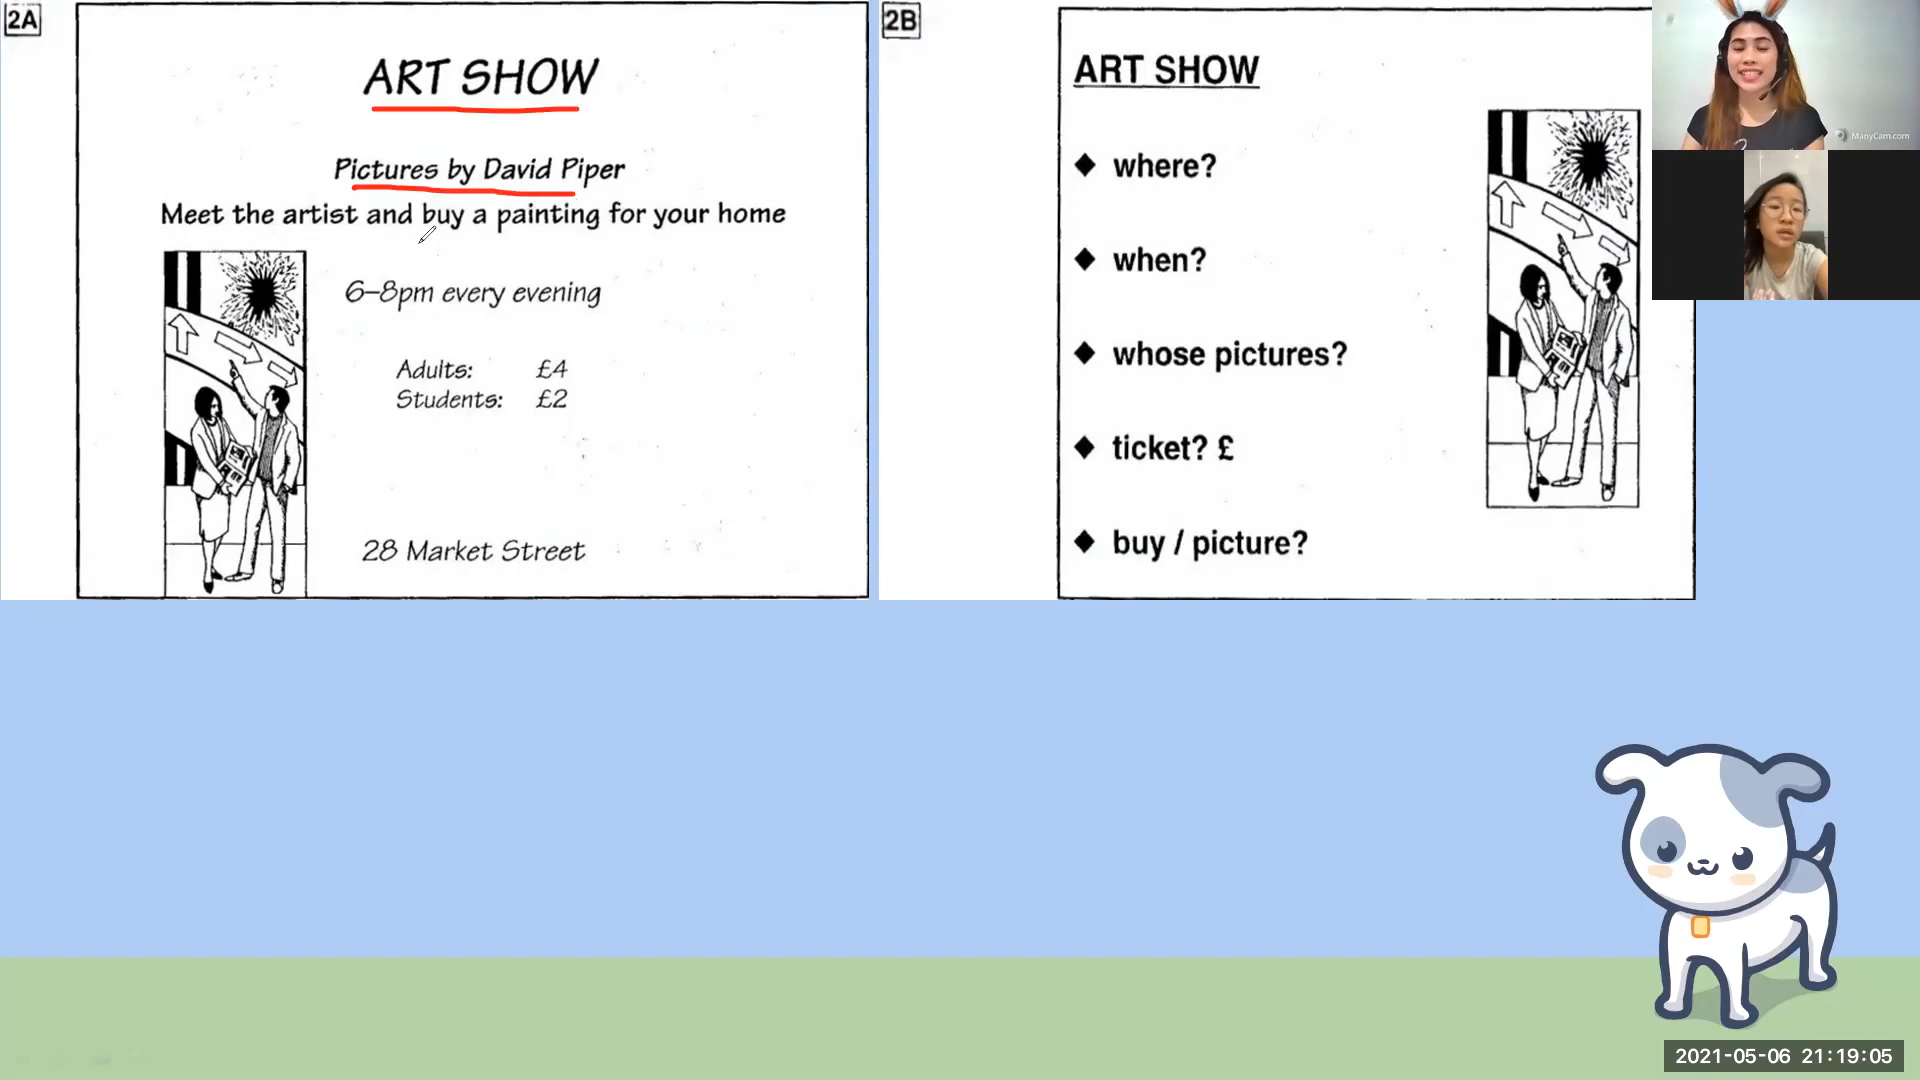 2A
ART SHOW
Pictures by David Piper
Meet the artist and buy a painting for your home
6–8pm every evening
Adults: £4
Students: £2
28 Market Street
2B
ART SHOW
◆ where?
◆ when?
◆ whose pictures?
◆ ticket? £
◆ buy / picture?
ManyCam.com
2021-05-06 21:19:05